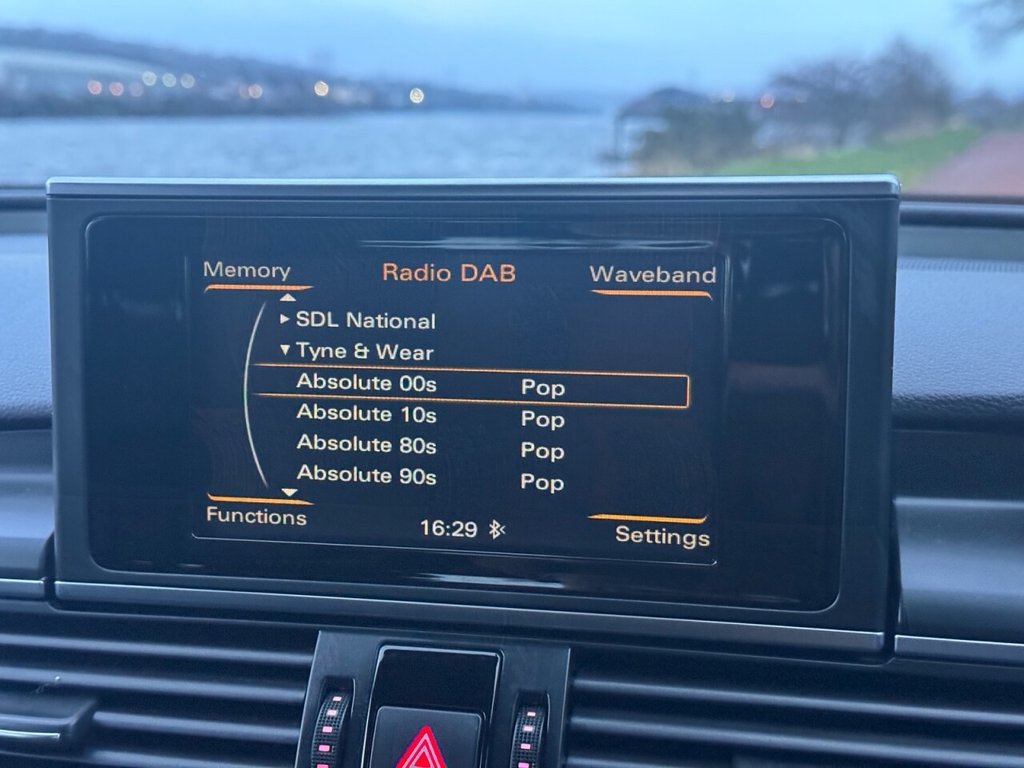 Memory Radio DAB Waveband
SDL National
Tyne & Wear
Absolute 00s Pop
Absolute 10s Pop
Absolute 80s Pop
Absolute 90s Pop
Functions 16:29 Settings